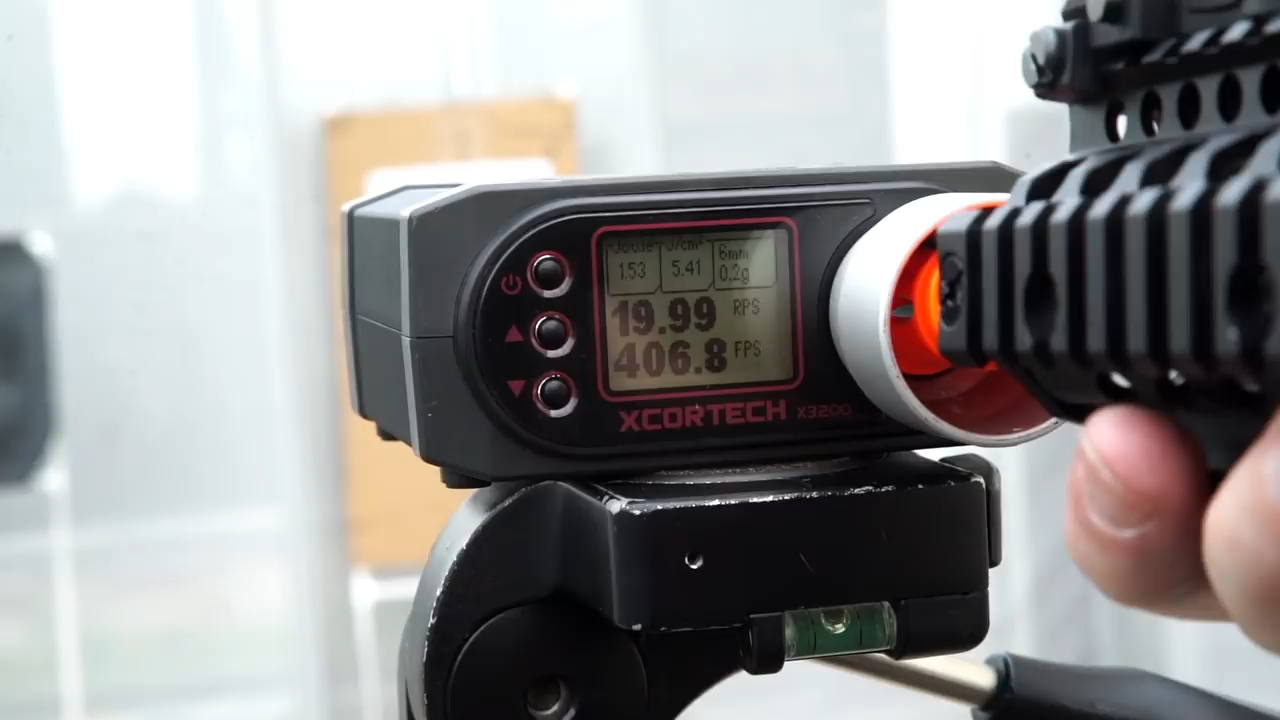 Joule J/cm² 6mm
1.53 5.41 0.2g
19.99 RPS
406.8 FPS
XCORTECH X3200